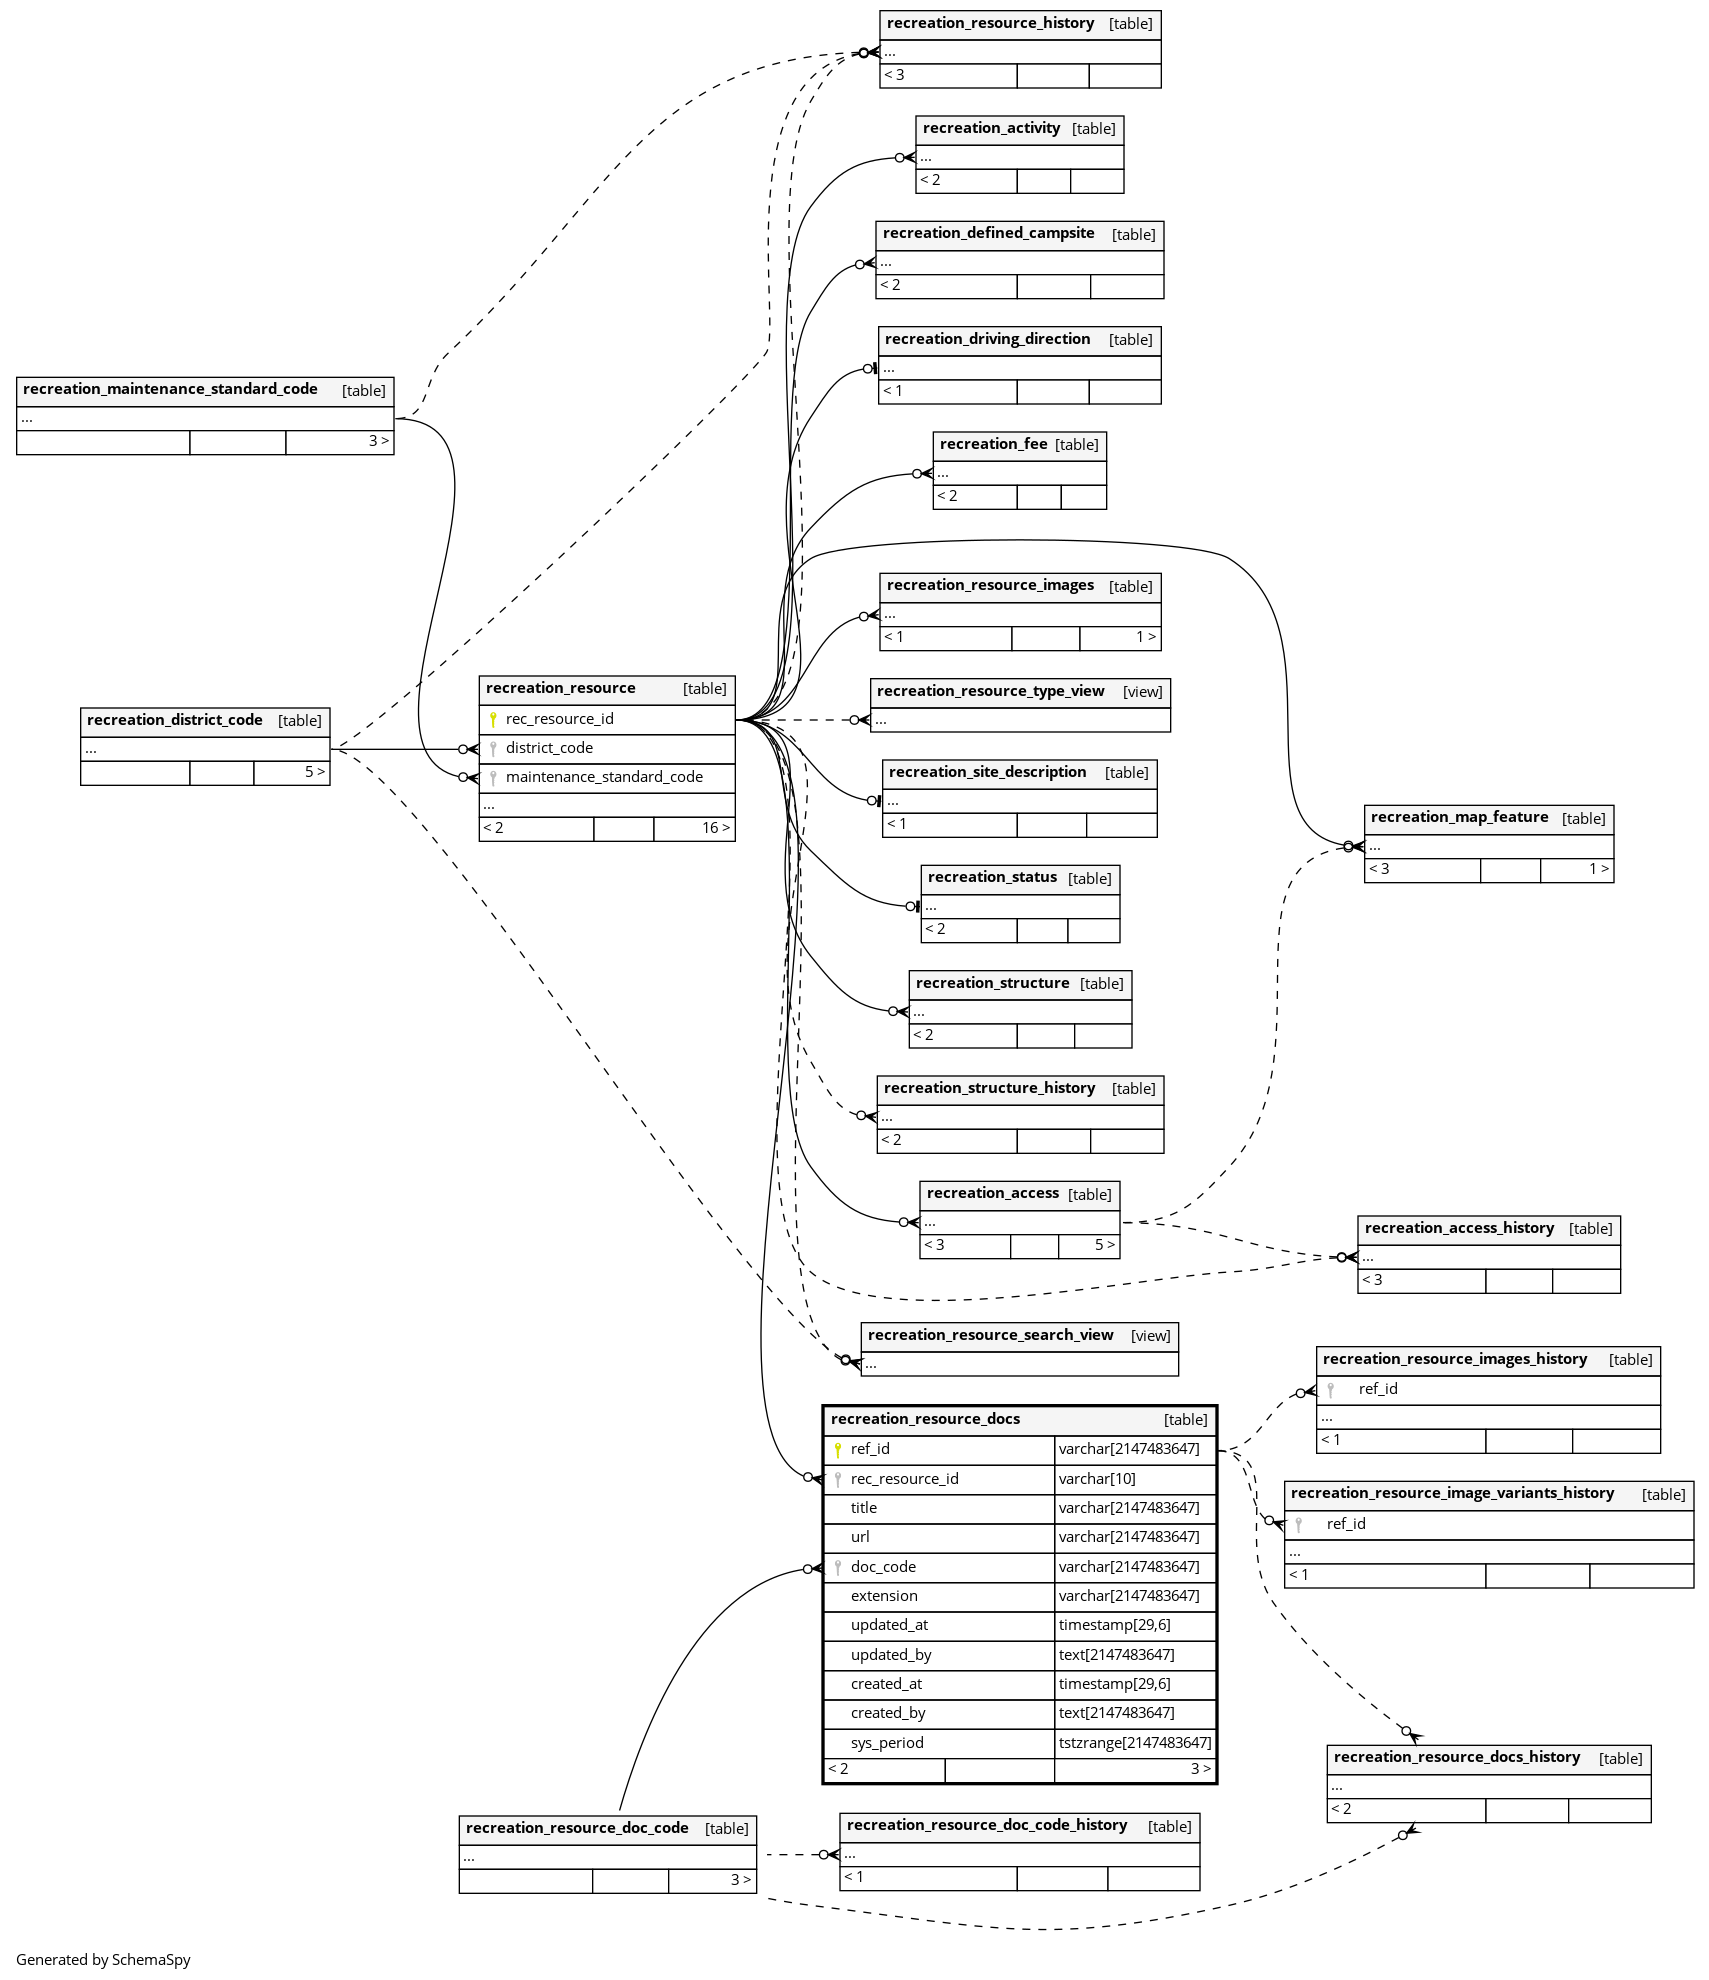 recreation_resource_history [table]
...
< 3
recreation_activity [table]
...
< 2
recreation_defined_campsite [table]
...
< 2
recreation_driving_direction [table]
...
< 1
recreation_maintenance_standard_code [table]
...
3 >
recreation_fee [table]
...
< 2
recreation_resource_images [table]
...
< 1 1 >
recreation_resource [table]
rec_resource_id
district_code
maintenance_standard_code
...
< 2 16 >
recreation_resource_type_view [view]
...
recreation_district_code [table]
...
5 >
recreation_site_description [table]
...
< 1
recreation_map_feature [table]
...
< 3 1 >
recreation_status [table]
...
< 2
recreation_structure [table]
...
< 2
recreation_structure_history [table]
...
< 2
recreation_access [table]
...
< 3 5 >
recreation_access_history [table]
...
< 3
recreation_resource_search_view [view]
...
recreation_resource_images_history [table]
ref_id
...
< 1
recreation_resource_docs [table]
ref_id varchar[2147483647]
rec_resource_id varchar[10]
title varchar[2147483647]
url varchar[2147483647]
doc_code varchar[2147483647]
extension varchar[2147483647]
updated_at timestamp[29,6]
updated_by text[2147483647]
created_at timestamp[29,6]
created_by text[2147483647]
sys_period tstzrange[2147483647]
< 2 3 >
recreation_resource_image_variants_history [table]
ref_id
...
< 1
recreation_resource_docs_history [table]
...
< 2
recreation_resource_doc_code [table]
...
3 >
recreation_resource_doc_code_history [table]
...
< 1
Generated by SchemaSpy